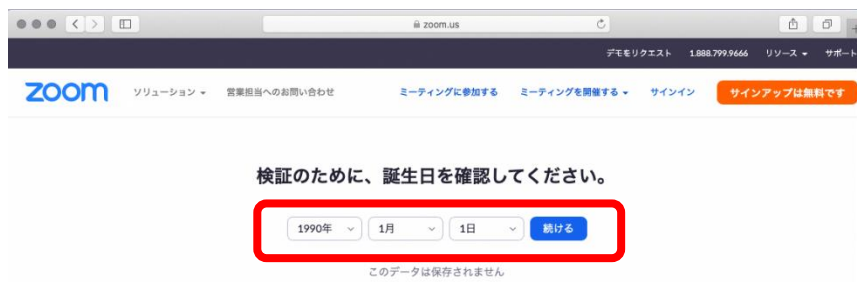 zoom.us
デモをリクエスト 1.888.799.9666 リソース サポート
zoom ソリューション 営業担当へのお問い合わせ ミーティングに参加する ミーティングを開催する サインイン サインアップは無料です
検証のために、誕生日を確認してください。
1990年 1月 1日 続ける
このデータは保存されません